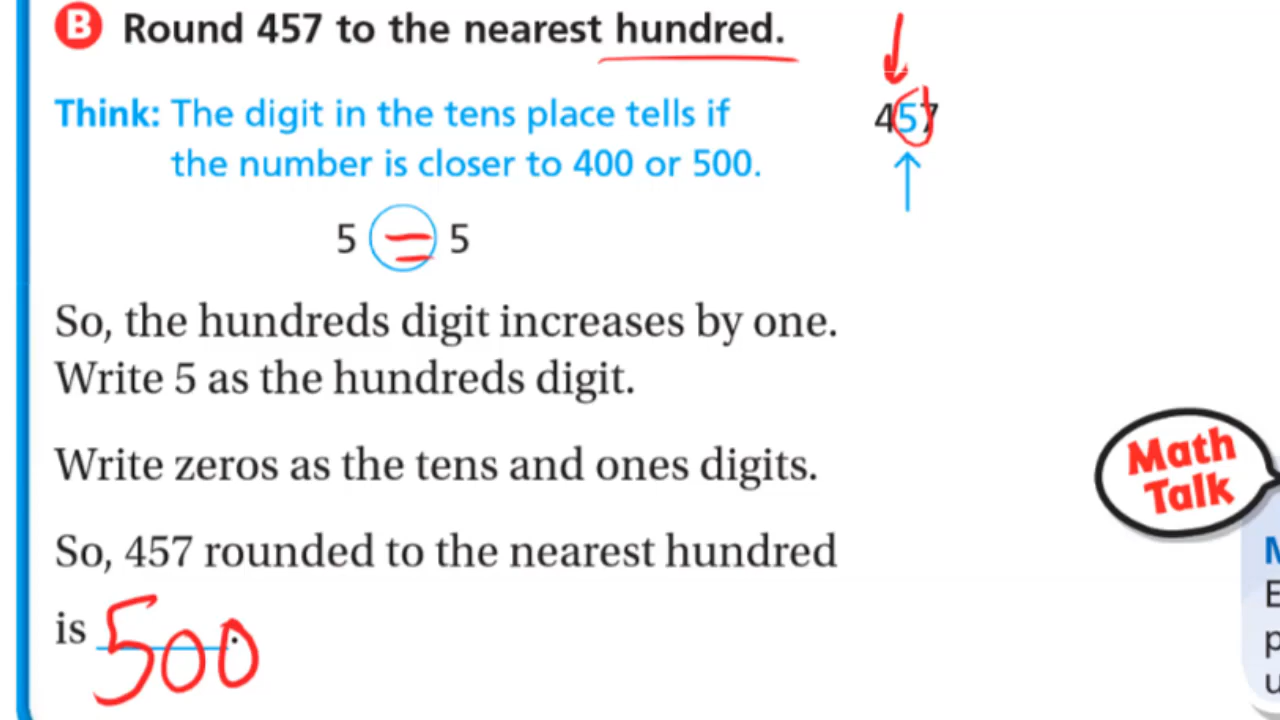 B Round 457 to the nearest hundred.
Think: The digit in the tens place tells if
the number is closer to 400 or 500.
457
5 = 5
So, the hundreds digit increases by one.
Write 5 as the hundreds digit.
Write zeros as the tens and ones digits.
So, 457 rounded to the nearest hundred
is 500.
Math
Talk